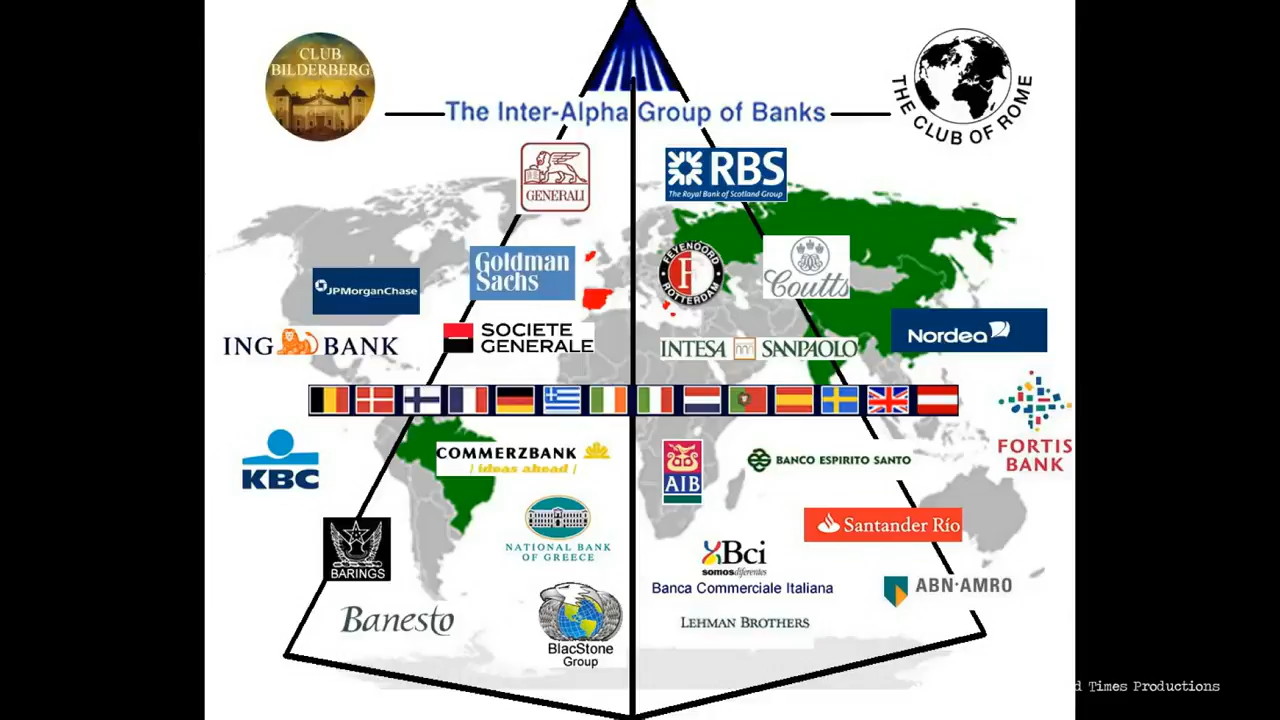 CLUB
BILDERBERG
The Inter-Alpha Group of Banks
THE CLUB OF ROME
GENERALI
RBS
The Royal Bank of Scotland Group
Goldman
Sachs
FEYENOORD
ROTTERDAM
F
Coutts
JPMorganChase
ING BANK
SOCIETE
GENERALE
INTESA SANPAOLO
Nordea
KBC
COMMERZBANK
ideas ahead
AIB
BANCO ESPIRITO SANTO
FORTIS
BANK
BARINGS
NATIONAL BANK
OF GREECE
Santander Río
Bci
somosdiferentes
Banca Commerciale Italiana
ABN·AMRO
Banesto
BlacStone
Group
LEHMAN BROTHERS
d Times Productions